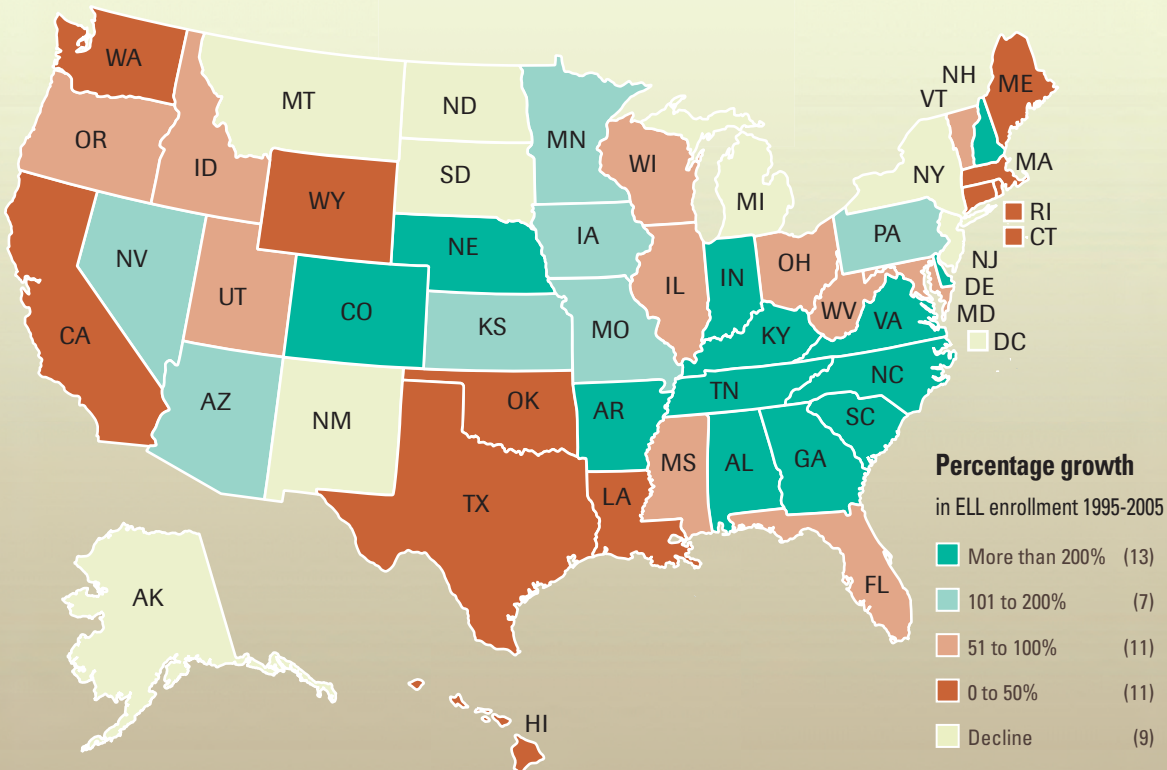 WA
NH
ME
VT
MT
ND
OR
MN
ID
WI
MA
SD
NY
WY
MI
RI
CT
IA
PA
NE
NV
OH
NJ
IL
IN
UT
DE
CO
WV
MD
VA
KS
MO
KY
CA
DC
NC
TN
AZ
OK
AR
SC
NM
MS
AL
GA
TX
LA
FL
AK
HI
Percentage growth
in ELL enrollment 1995-2005
More than 200% (13)
101 to 200% (7)
51 to 100% (11)
0 to 50% (11)
Decline (9)